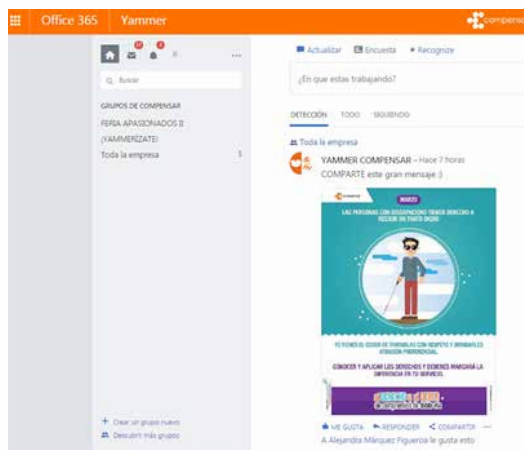 Office 365 Yammer
compensar
Buscar
GRUPOS DE COMPENSAR
FERIA APASIONADOS II
¡YAMMERÍZATE!
Toda la empresa 5
+ Crear un grupo nuevo
Descubrir más grupos
Actualizar Encuesta Recognize
¿En que estas trabajando?
DETECCIÓN TODO SIGUIENDO
Toda la empresa
YAMMER COMPENSAR – Hace 7 horas
COMPARTE este gran mensaje :)
MARZO
LAS PERSONAS CON DISCAPACIDAD TIENEN DERECHO A
RECIBIR UN TRATO DIGNO
TÚ TIENES EL DEBER DE TRATARLAS CON RESPETO Y BRINDARLES
ATENCIÓN PREFERENCIAL.
CONOCER Y APLICAR LOS DERECHOS Y DEBERES MARCARÁ LA
DIFERENCIA EN TU SERVICIO.
ME GUSTA RESPONDER COMPARTIR ...
A Alejandra Márquez Figueroa le gusta esto